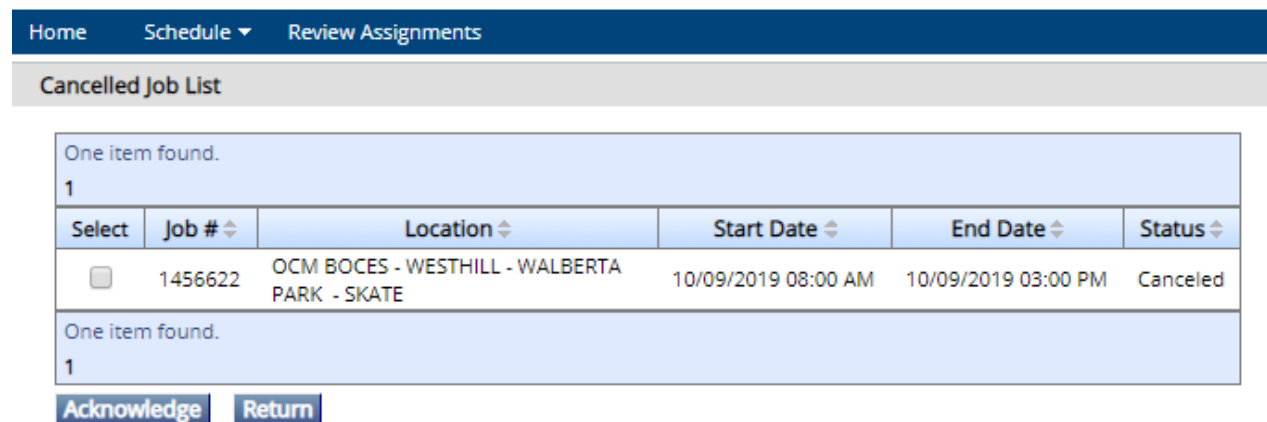 Home Schedule Review Assignments
Cancelled Job List
One item found.
1
Select Job # Location Start Date End Date Status
1456622 OCM BOCES - WESTHILL - WALBERTA PARK - SKATE 10/09/2019 08:00 AM 10/09/2019 03:00 PM Canceled
One item found.
1
Acknowledge Return